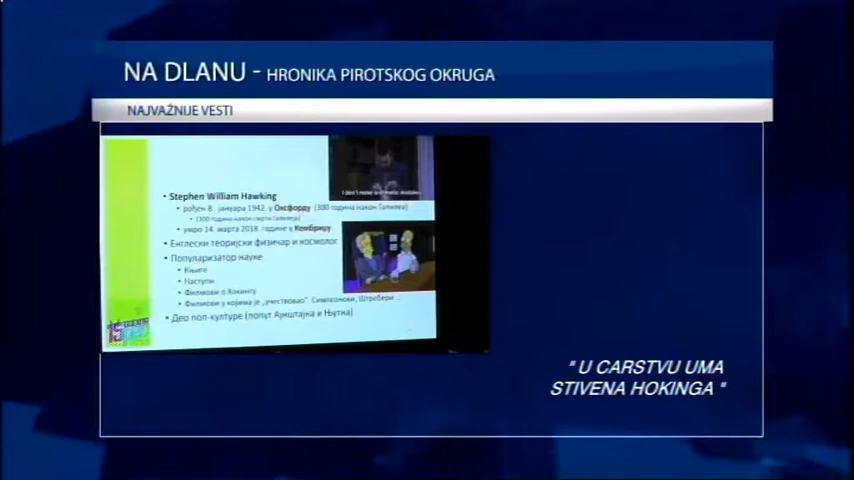 NA DLANU - HRONIKA PIROTSKOG OKRUGA
NAJVAŽNIJE VESTI
• Stephen William Hawking
• рођен 8. јануара 1942. у Оксфорду (300 година након Галилеја)
• (300 година након смрти Галилеја)
• умро 14. марта 2018. године у Кембриџу
• Енглески теоријски физичар и космолог
• Популаризатор науке
• Књиге
• Наступи
• Филмови о Хокингу
• Филмови у којима је „учествовао" Симпсонови, Штребери ...
• Део поп-културе (попут Ајнштајна и Њутна)
"U CARSTVU UMA
STIVENA HOKINGA"